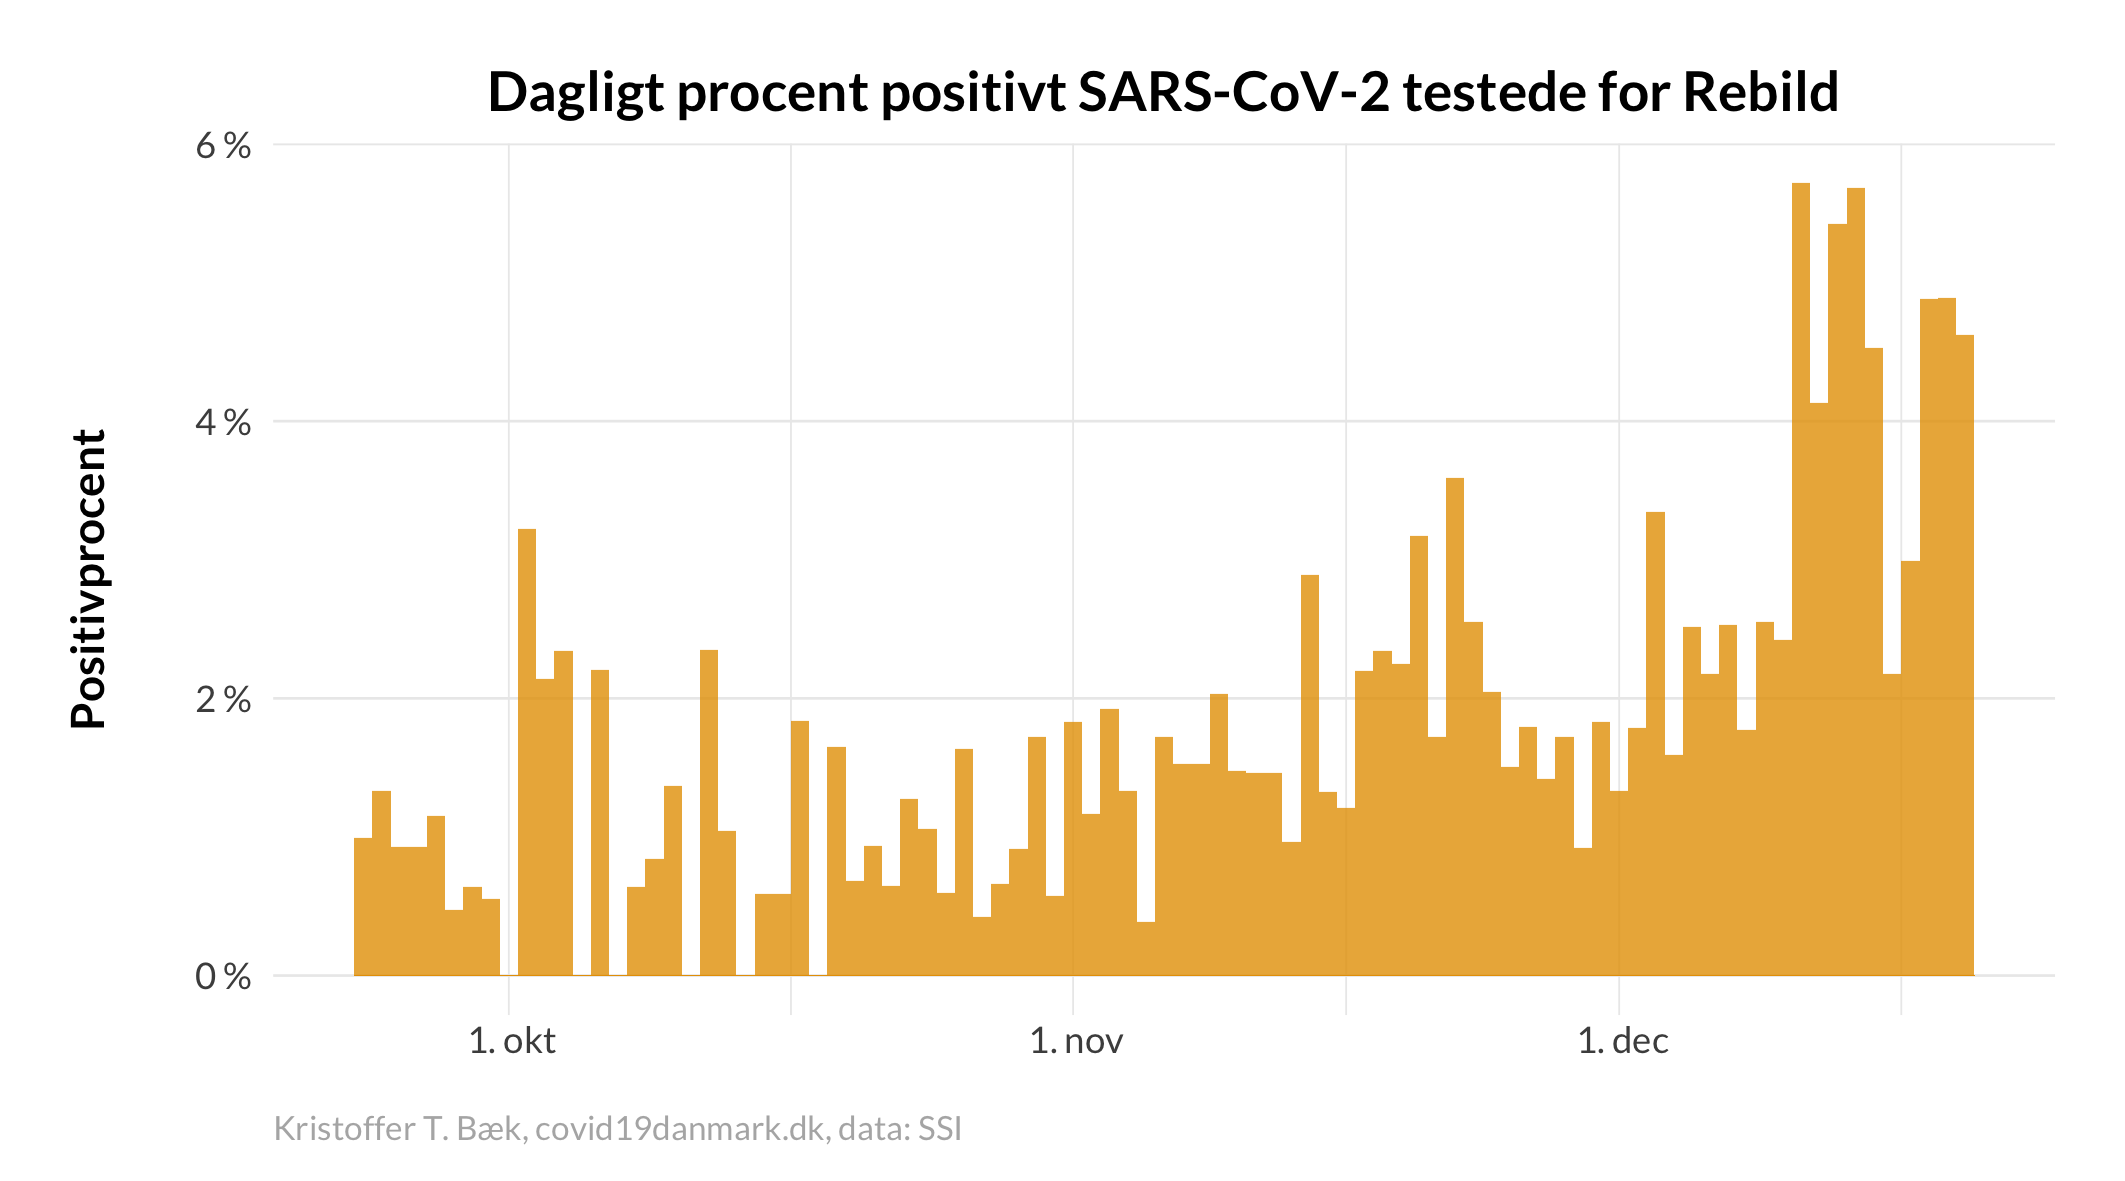 Dagligt procent positivt SARS-CoV-2 testede for Rebild
Positivprocent
6 %
4 %
2 %
0 %
1. okt
1. nov
1. dec
Kristoffer T. Bæk, covid19danmark.dk, data: SSI